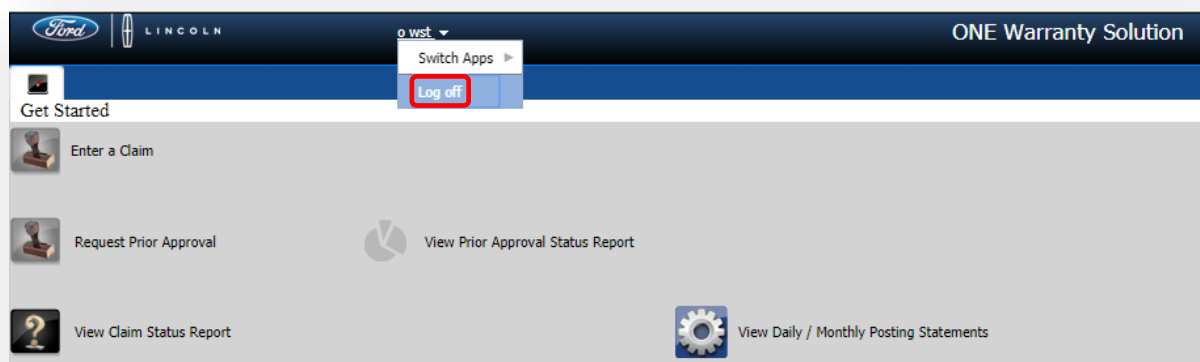 Ford LINCOLN o wst ONE Warranty Solution
Switch Apps
Log off
Get Started
Enter a Claim
Request Prior Approval View Prior Approval Status Report
View Claim Status Report View Daily / Monthly Posting Statements